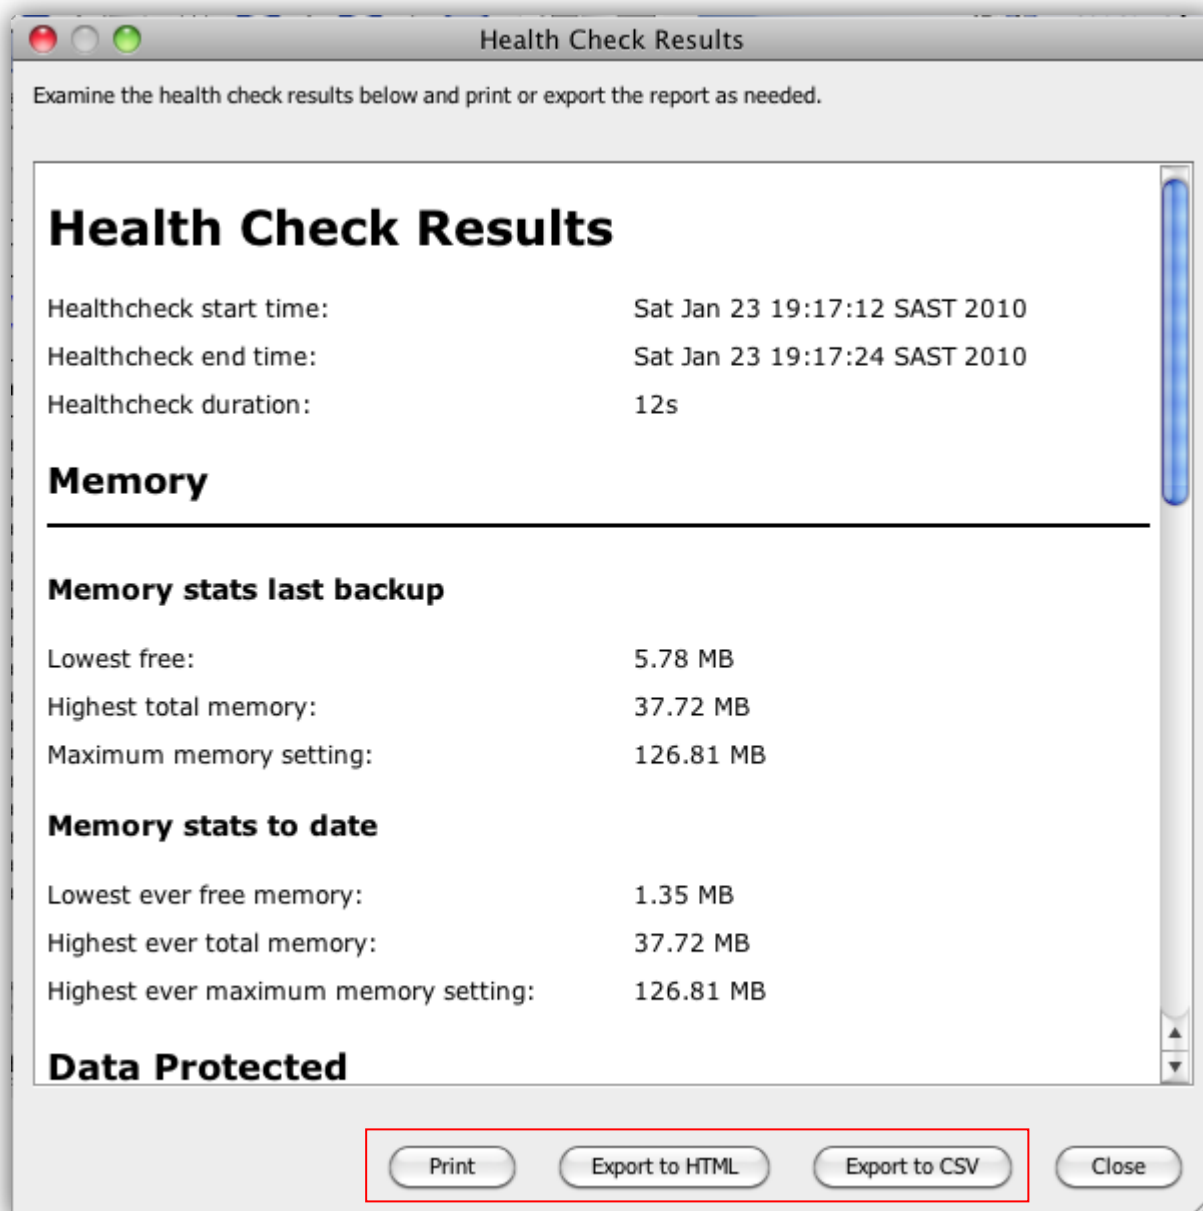 Health Check Results
Examine the health check results below and print or export the report as needed.
Health Check Results
Healthcheck start time: Sat Jan 23 19:17:12 SAST 2010
Healthcheck end time: Sat Jan 23 19:17:24 SAST 2010
Healthcheck duration: 12s
Memory
Memory stats last backup
Lowest free: 5.78 MB
Highest total memory: 37.72 MB
Maximum memory setting: 126.81 MB
Memory stats to date
Lowest ever free memory: 1.35 MB
Highest ever total memory: 37.72 MB
Highest ever maximum memory setting: 126.81 MB
Data Protected
Print Export to HTML Export to CSV Close